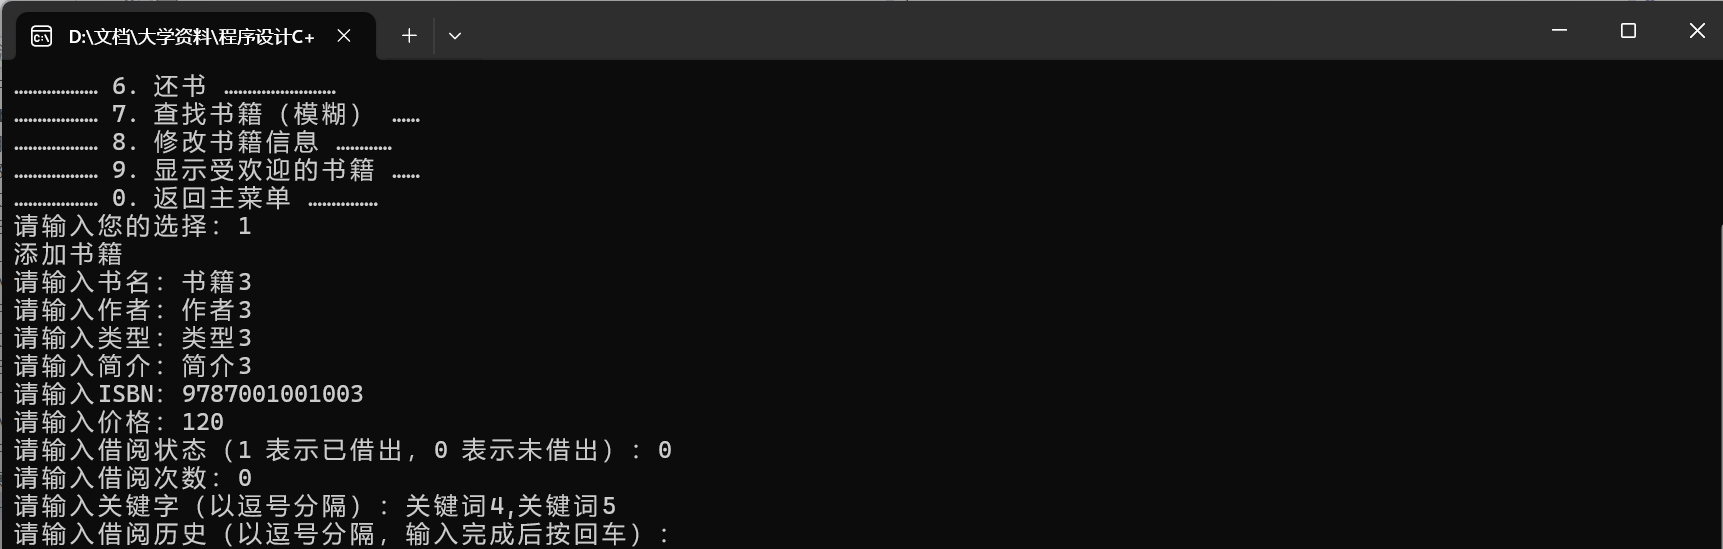 D:\文档\大学资料\程序设计C+
……………… 6. 还书 ……………………
……………… 7. 查找书籍（模糊） ……
……………… 8. 修改书籍信息 …………
……………… 9. 显示受欢迎的书籍 ……
……………… 0. 返回主菜单 ……………
请输入您的选择: 1
添加书籍
请输入书名: 书籍3
请输入作者: 作者3
请输入类型: 类型3
请输入简介: 简介3
请输入ISBN: 9787001001003
请输入价格: 120
请输入借阅状态（1 表示已借出, 0 表示未借出）: 0
请输入借阅次数: 0
请输入关键字（以逗号分隔）: 关键词4,关键词5
请输入借阅历史（以逗号分隔, 输入完成后按回车）: